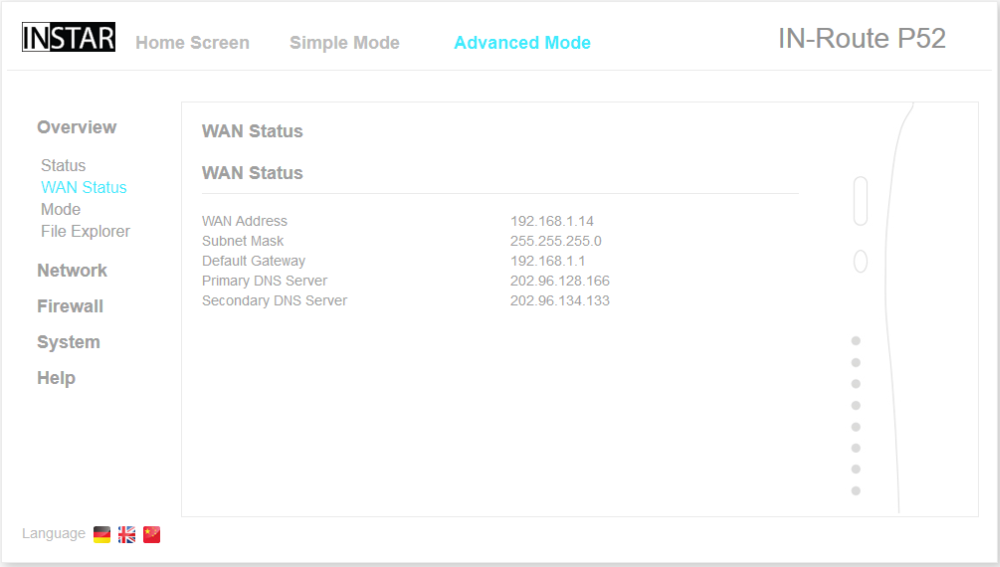 INSTAR Home Screen Simple Mode Advanced Mode IN-Route P52
Overview
Status
WAN Status
Mode
File Explorer
Network
Firewall
System
Help
WAN Status
WAN Status
WAN Address 192.168.1.14
Subnet Mask 255.255.255.0
Default Gateway 192.168.1.1
Primary DNS Server 202.96.128.166
Secondary DNS Server 202.96.134.133
Language